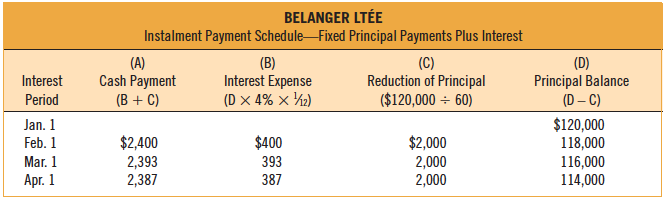 BELANGER LTÉE
Instalment Payment Schedule—Fixed Principal Payments Plus Interest
(A) (B) (C) (D)
Interest Cash Payment Interest Expense Reduction of Principal Principal Balance
Period (B + C) (D × 4% × 1⁄12) ($120,000 ÷ 60) (D – C)
Jan. 1 $120,000
Feb. 1 $2,400 $400 $2,000 118,000
Mar. 1 2,393 393 2,000 116,000
Apr. 1 2,387 387 2,000 114,000